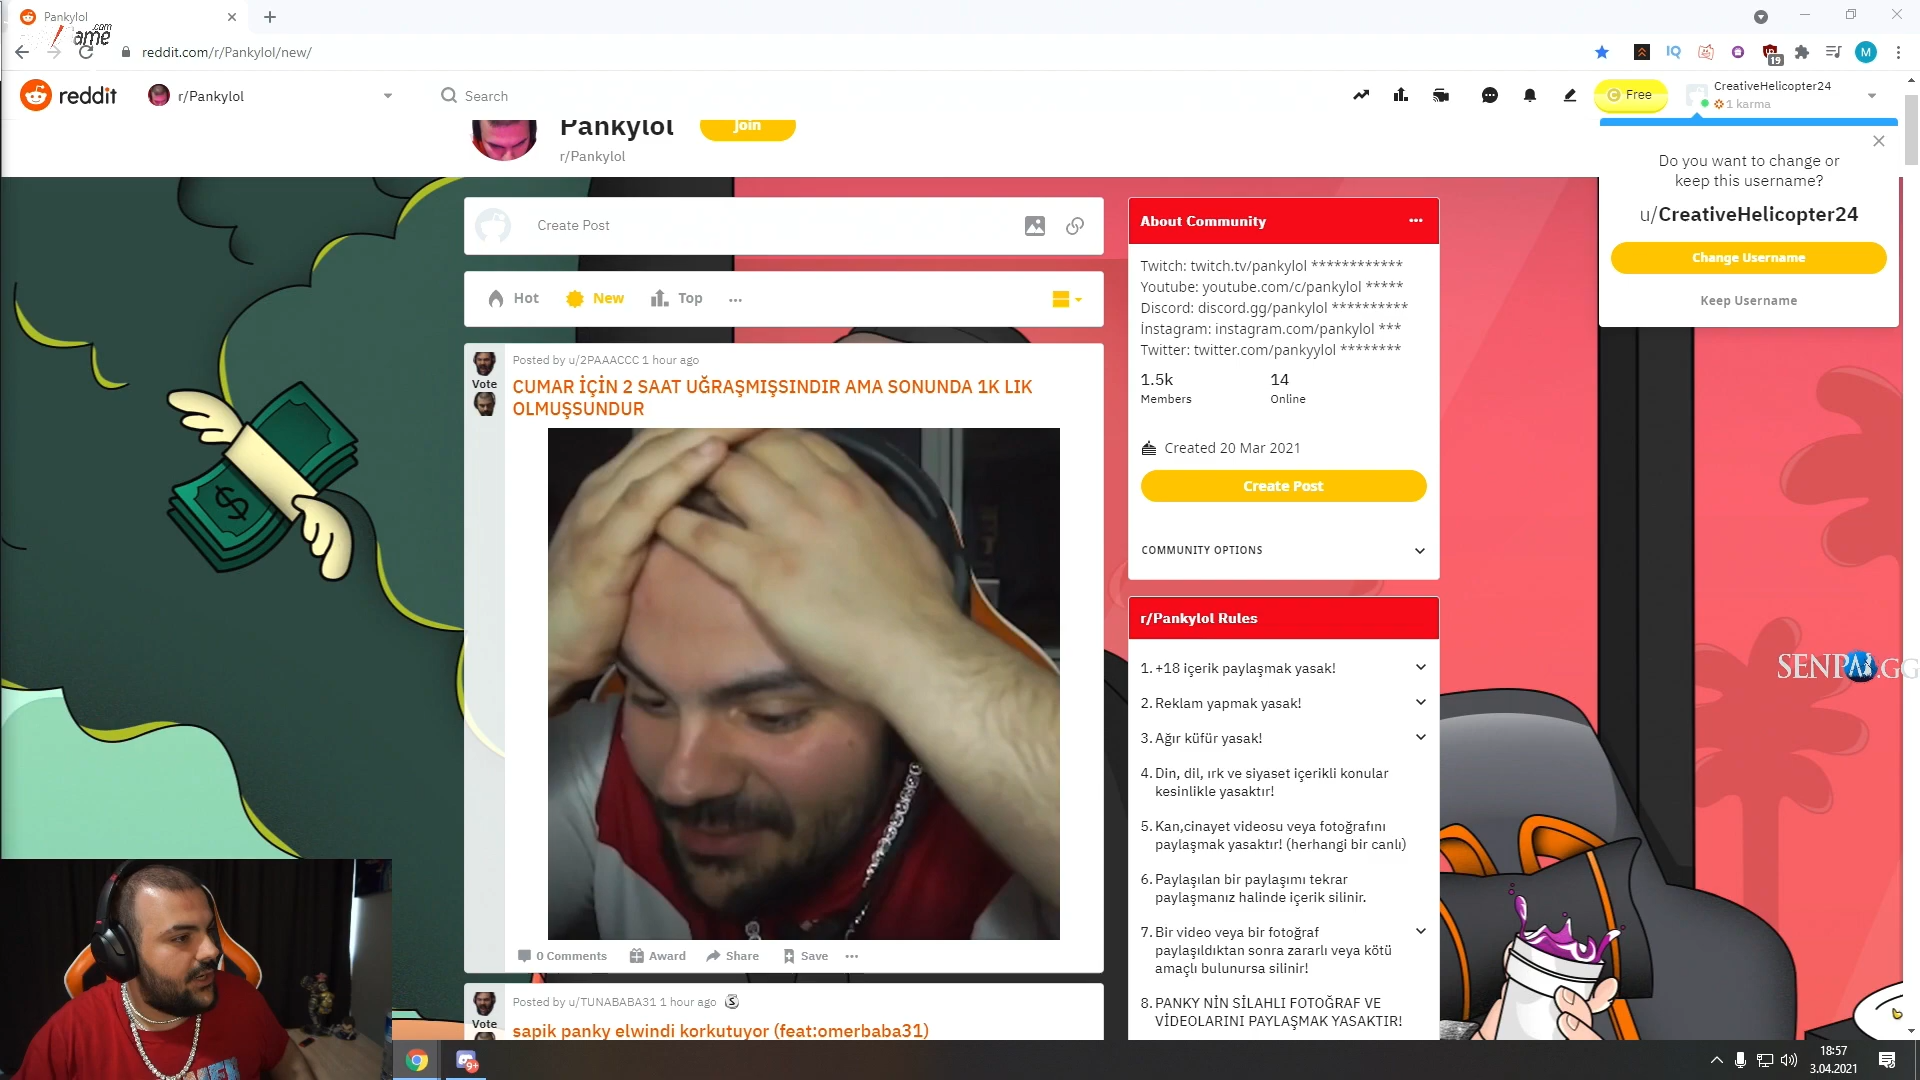 Pankylol
.com
ame
reddit.com/r/Pankylol/new/
IQ
19
M
reddit
r/Pankylol
Search
Free
CreativeHelicopter24
1 karma
Pankylol
Join
r/Pankylol
Do you want to change or
keep this username?
u/CreativeHelicopter24
Change Username
Keep Username
Create Post
Hot
New
Top
Posted by u/2PAAACCC 1 hour ago
Vote
CUMAR İÇİN 2 SAAT UĞRAŞMIŞSINDIR AMA SONUNDA 1K LIK
OLMUŞSUNDUR
0 Comments
Award
Share
Save
Posted by u/TUNABABA31 1 hour ago
Vote
sapik panky elwindi korkutuyor (feat:omerbaba31)
About Community
Twitch: twitch.tv/pankylol ************
Youtube: youtube.com/c/pankylol *****
Discord: discord.gg/pankylol **********
İnstagram: instagram.com/pankylol ***
Twitter: twitter.com/pankyylol ********
1.5k
14
Members
Online
Created 20 Mar 2021
Create Post
COMMUNITY OPTIONS
r/Pankylol Rules
1. +18 içerik paylaşmak yasak!
2. Reklam yapmak yasak!
3. Ağır küfür yasak!
4. Din, dil, ırk ve siyaset içerikli konular
kesinlikle yasaktır!
5. Kan,cinayet videosu veya fotoğrafını
paylaşmak yasaktır! (herhangi bir canlı)
6. Paylaşılan bir paylaşımı tekrar
paylaşmanız halinde içerik silinir.
7. Bir video veya bir fotoğraf
paylaşıldıktan sonra zararlı veya kötü
amaçlı bulunursa silinir!
8. PANKY NİN SİLAHLI FOTOĞRAF VE
VİDEOLARINI PAYLAŞMAK YASAKTIR!
SENPAI.GG
9+
18:57
3.04.2021